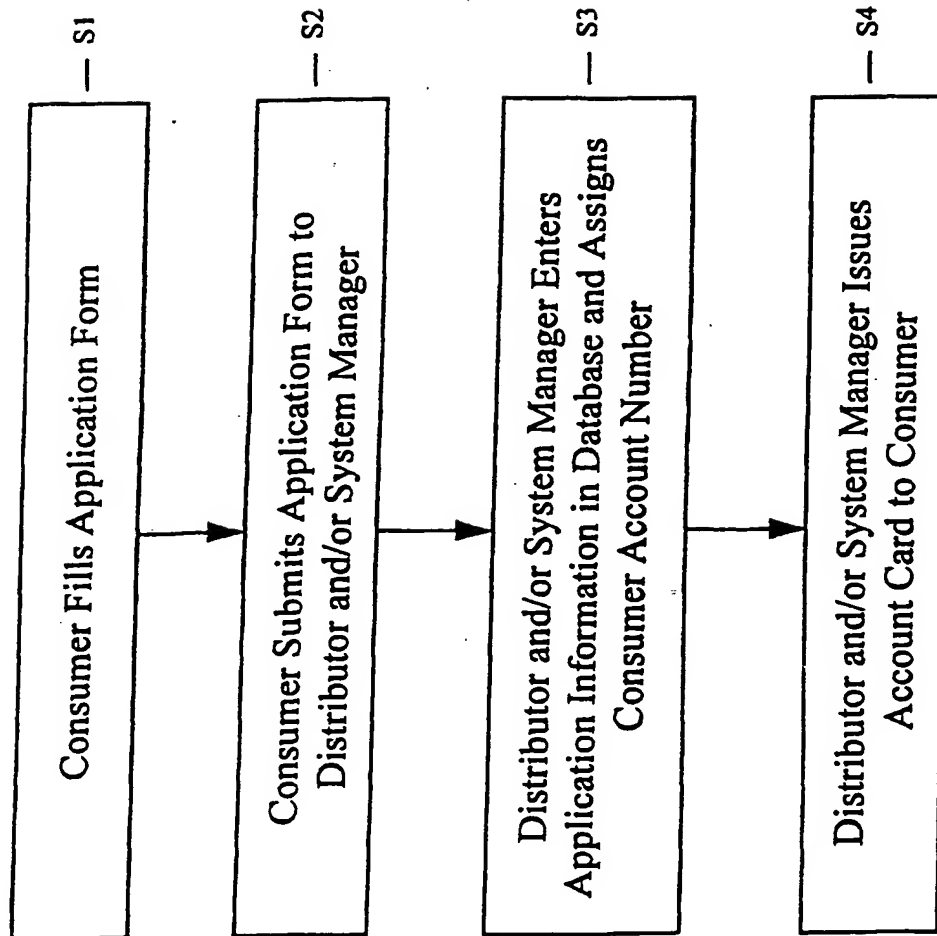 Consumer Fills Application Form
S1
Consumer Submits Application Form to
Distributor and/or System Manager
S2
Distributor and/or System Manager Enters
Application Information in Database and Assigns
Consumer Account Number
S3
Distributor and/or System Manager Issues
Account Card to Consumer
S4